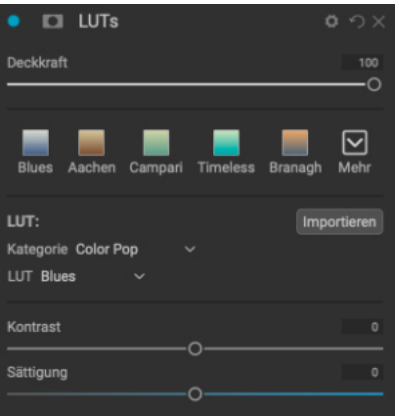 LUTs
Deckkraft 100
Blues Aachen Campari Timeless Branagh Mehr
LUT: Importieren
Kategorie Color Pop
LUT Blues
Kontrast 0
Sättigung 0